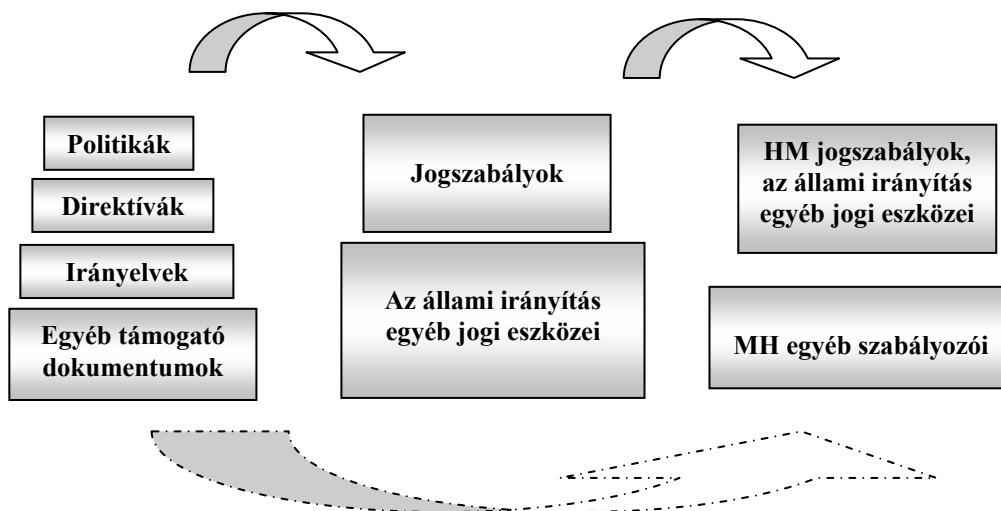 Politikák
Direktívák
Irányelvek
Egyéb támogató
dokumentumok
Jogszabályok
Az állami irányítás
egyéb jogi eszközei
HM jogszabályok,
az állami irányítás
egyéb jogi eszközei
MH egyéb szabályozói